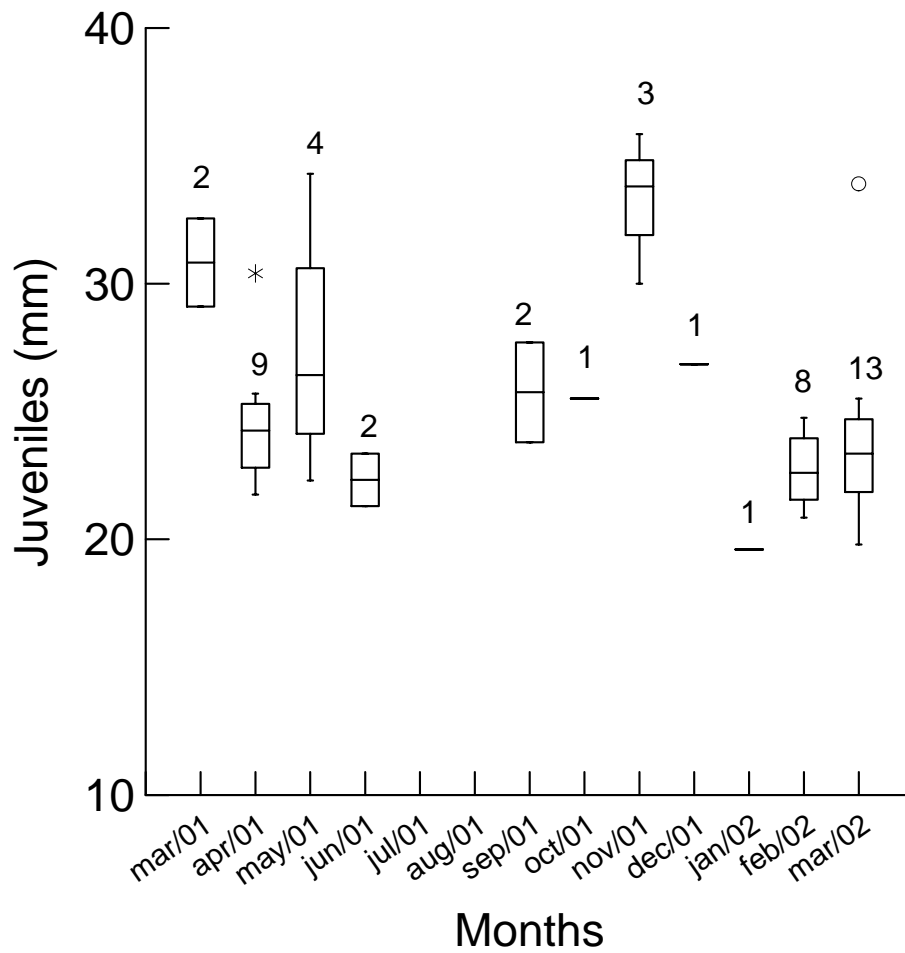 40
30
20
10
Juveniles (mm)
2
9
4
2
2
1
3
1
1
8
13
mar/01
apr/01
may/01
jun/01
jul/01
aug/01
sep/01
oct/01
nov/01
dec/01
jan/02
feb/02
mar/02
Months